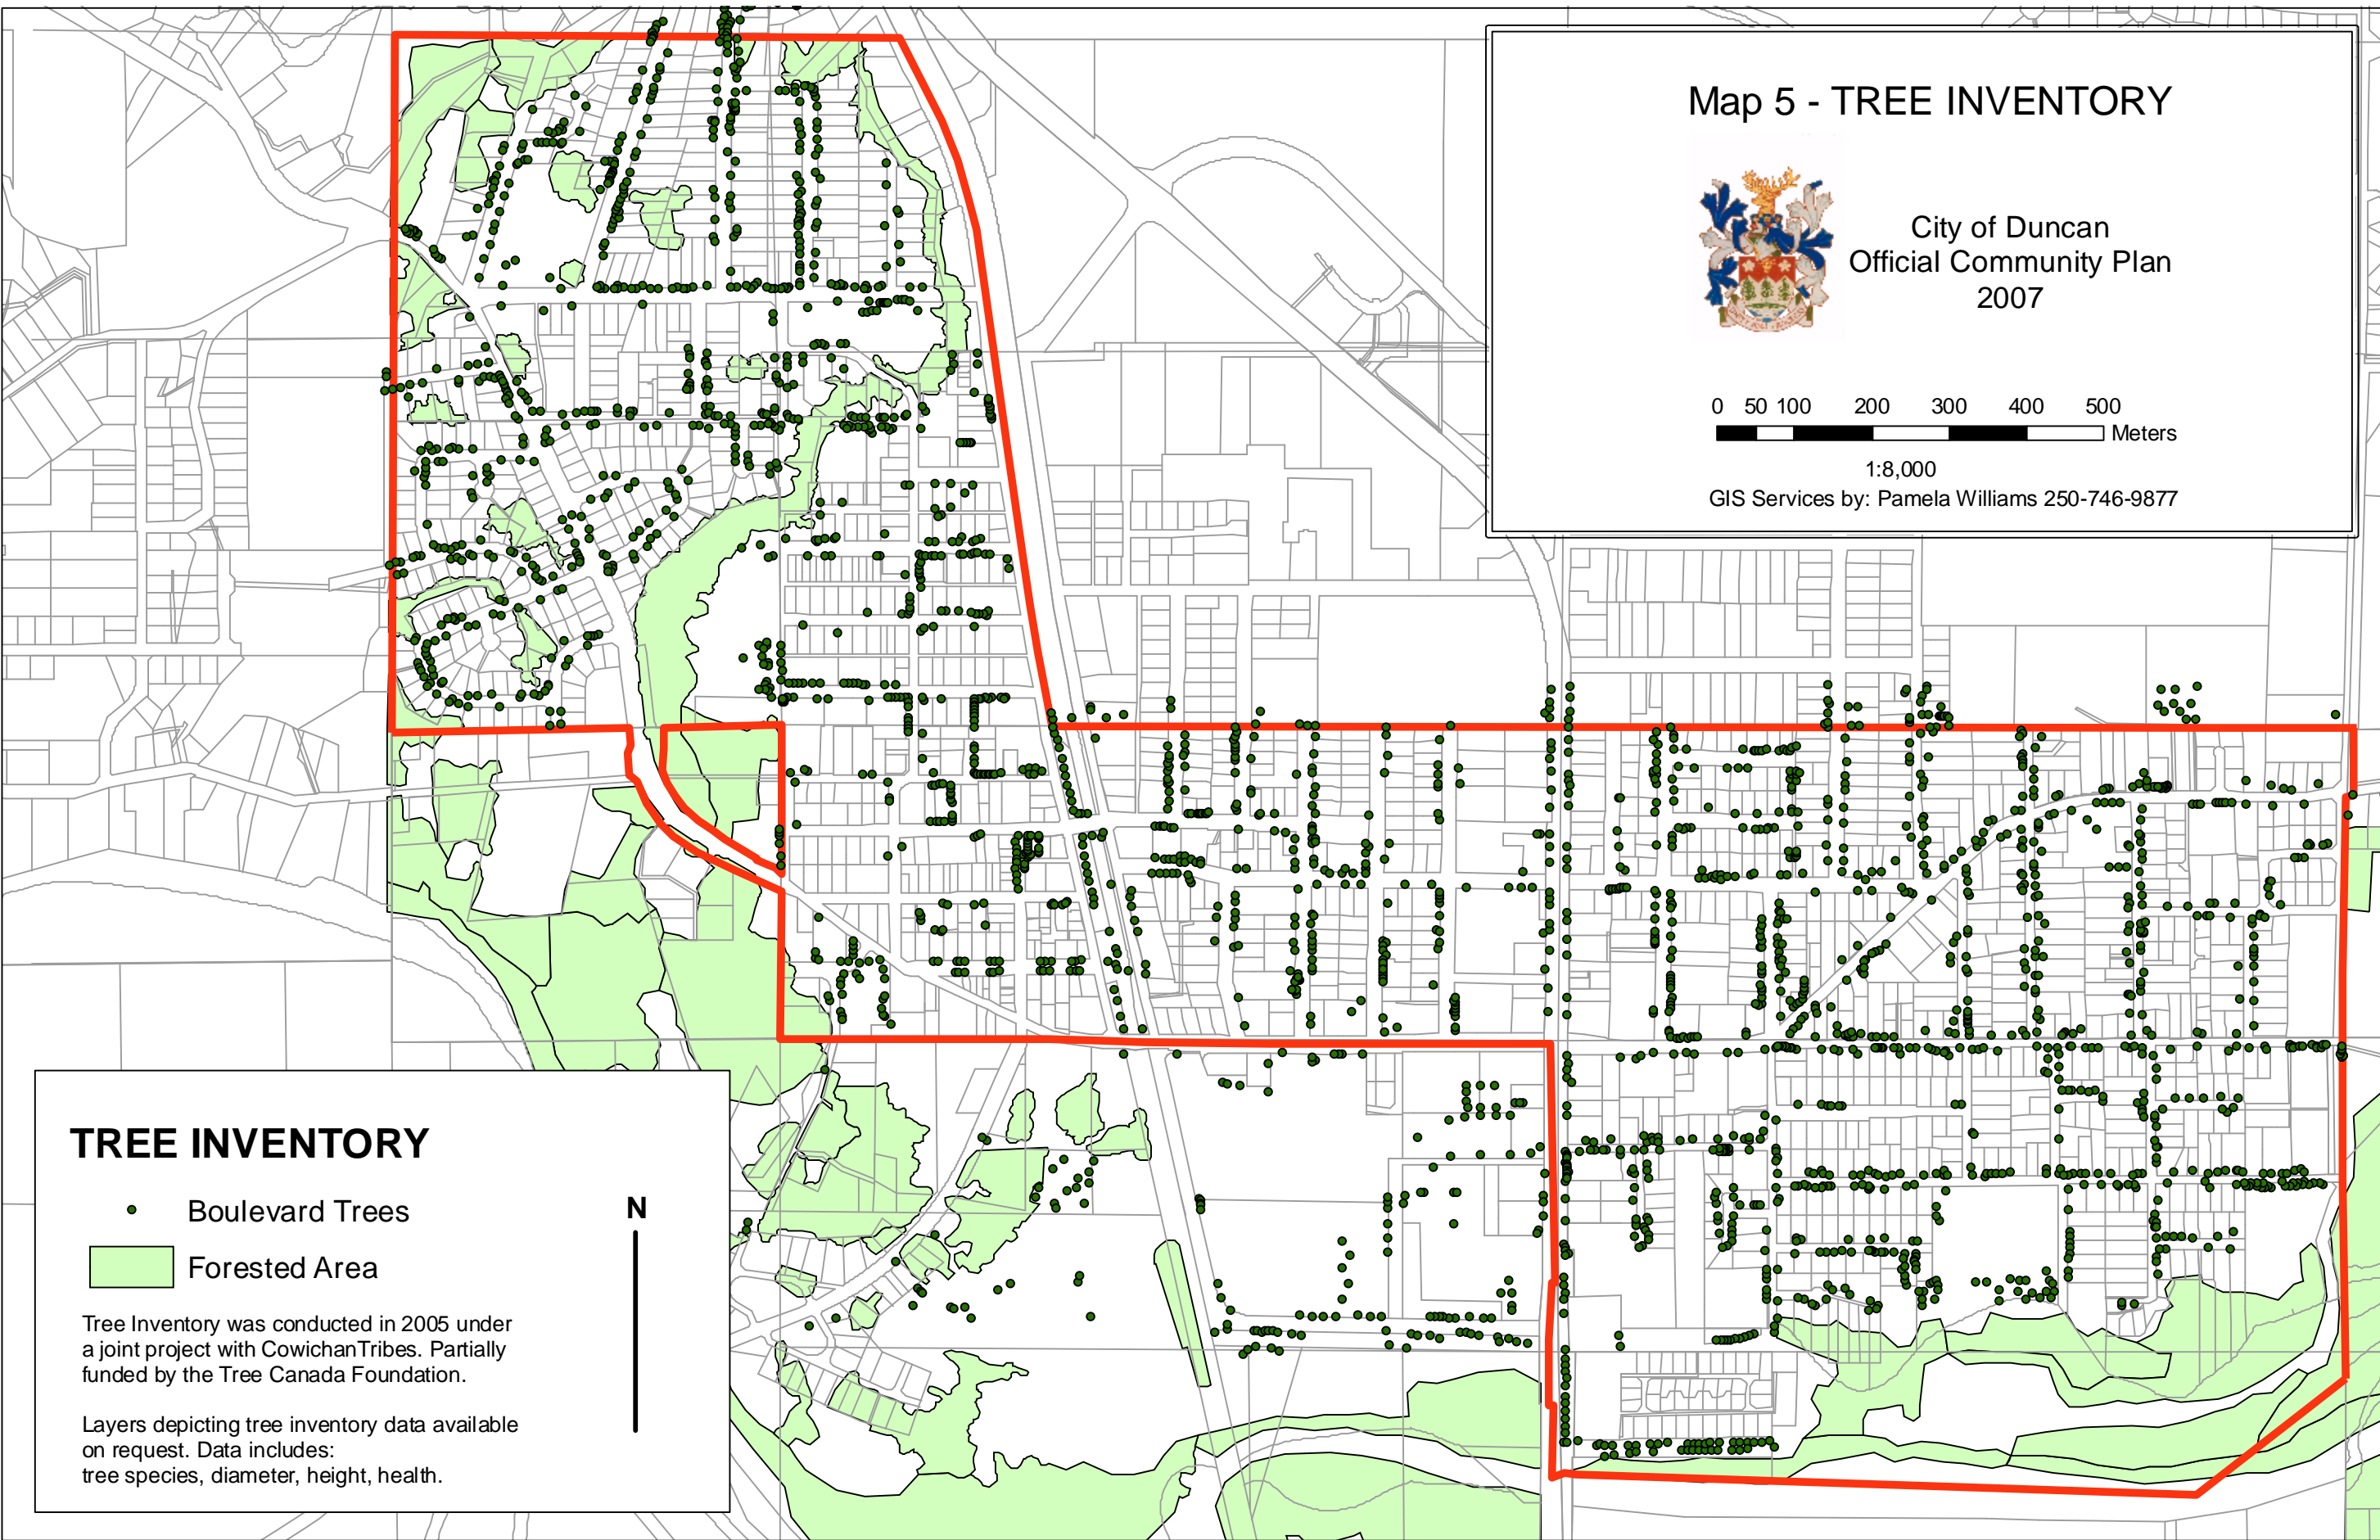 Map 5 - TREE INVENTORY
City of Duncan
Official Community Plan
2007
0 50 100 200 300 400 500
Meters
1:8,000
GIS Services by: Pamela Williams 250-746-9877
TREE INVENTORY
Boulevard Trees
Forested Area
N
Tree Inventory was conducted in 2005 under
a joint project with CowichanTribes. Partially
funded by the Tree Canada Foundation.
Layers depicting tree inventory data available
on request. Data includes:
tree species, diameter, height, health.